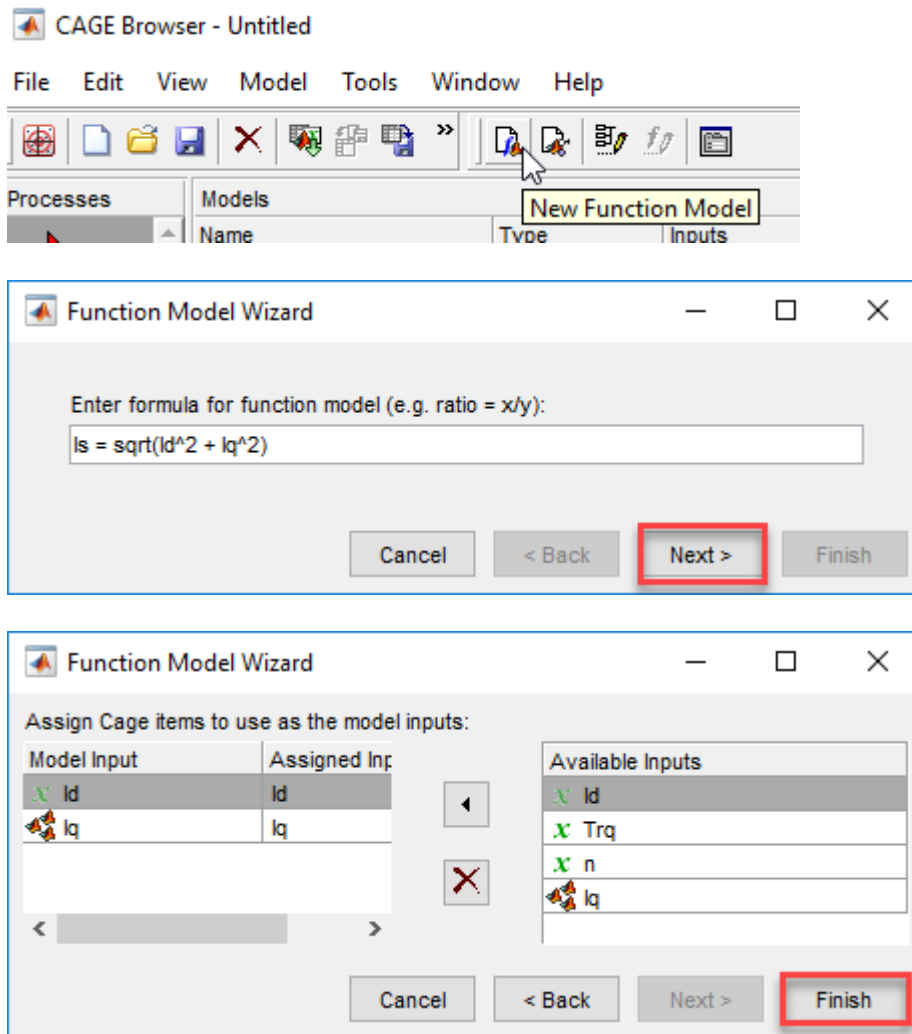 CAGE Browser - Untitled
File Edit View Model Tools Window Help
»
New Function Model
Processes Models
Name Type Inputs
Function Model Wizard
Enter formula for function model (e.g. ratio = x/y):
Is = sqrt(Id^2 + Iq^2)
Cancel < Back Next > Finish
Function Model Wizard
Assign Cage items to use as the model inputs:
Model Input Assigned Inp Available Inputs
x Id Id x Id
Iq Iq x Trq
x n
Iq
Cancel < Back Next > Finish